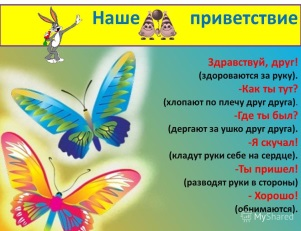 Наше приветствие
Здравствуй, друг!
(здороваются за руку).
-Как ты тут?
(хлопают по плечу друг друга).
-Где ты был?
(дергают за ушко друг друга).
-Я скучал!
(кладут руки себе на сердце).
-Ты пришел!
(разводят руки в стороны)
- Хорошо!
(обнимаются).
MyShared